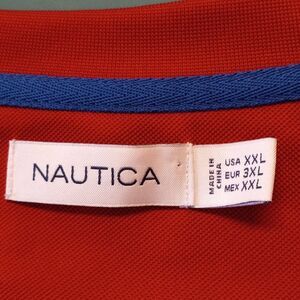 NAUTICA
MADE IN
CHINA
USA XXL
EUR 3XL
MEX XXL